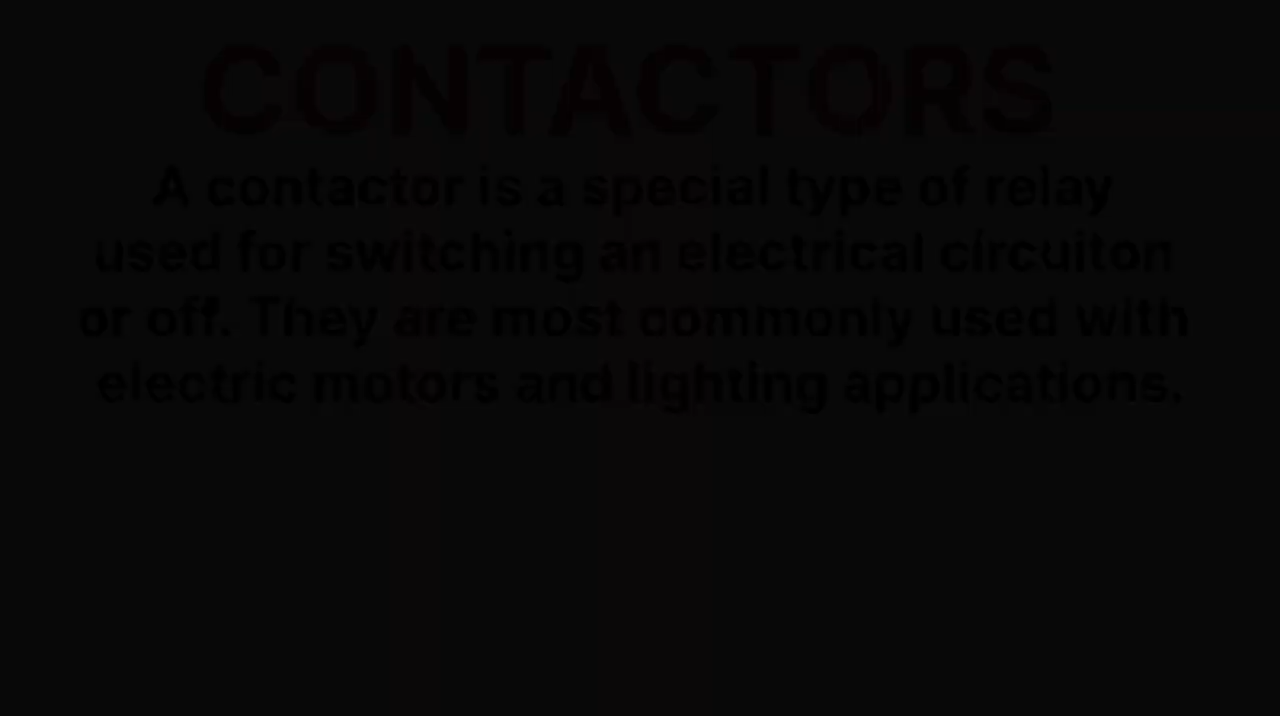 CONTACTORS
A contactor is a special type of relay
used for switching an electrical circuiton
or off. They are most commonly used with
electric motors and lighting applications.